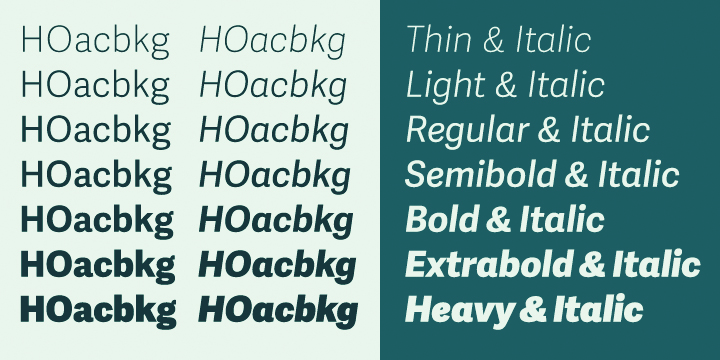 HOacbkg HOacbkg Thin & Italic
HOacbkg HOacbkg Light & Italic
HOacbkg HOacbkg Regular & Italic
HOacbkg HOacbkg Semibold & Italic
HOacbkg HOacbkg Bold & Italic
HOacbkg HOacbkg Extrabold & Italic
HOacbkg HOacbkg Heavy & Italic